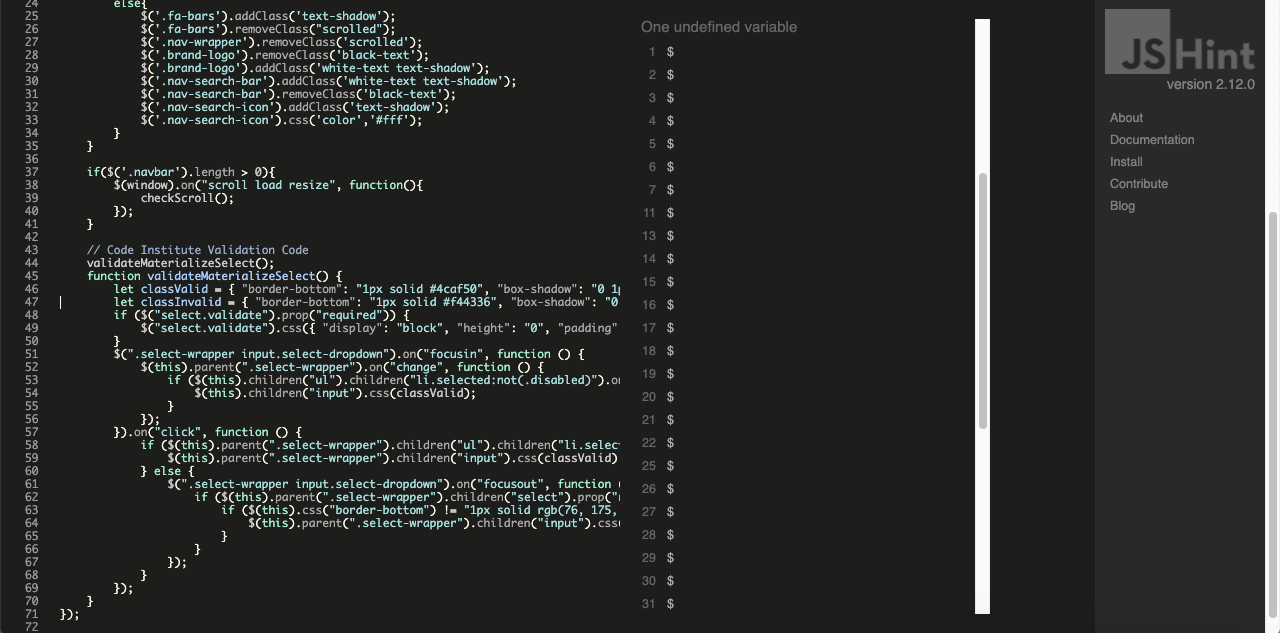 24 else{
25 $('.fa-bars').addClass('text-shadow');
26 $('.fa-bars').removeClass("scrolled");
27 $('.nav-wrapper').removeClass('scrolled');
28 $('.brand-logo').removeClass('black-text');
29 $('.brand-logo').addClass('white-text text-shadow');
30 $('.nav-search-bar').addClass('white-text text-shadow');
31 $('.nav-search-bar').removeClass('black-text');
32 $('.nav-search-icon').addClass('text-shadow');
33 $('.nav-search-icon').css('color','#fff');
34 }
35 }
36
37 if($('.navbar').length > 0){
38 $(window).on("scroll load resize", function(){
39 checkScroll();
40 });
41 }
42
43 // Code Institute Validation Code
44 validateMaterializeSelect();
45 function validateMaterializeSelect() {
46 let classValid = { "border-bottom": "1px solid #4caf50", "box-shadow": "0 1p
47 let classInvalid = { "border-bottom": "1px solid #f44336", "box-shadow": "0
48 if ($("select.validate").prop("required")) {
49 $("select.validate").css({ "display": "block", "height": "0", "padding"
50 }
51 $(".select-wrapper input.select-dropdown").on("focusin", function () {
52 $(this).parent(".select-wrapper").on("change", function () {
53 if ($(this).children("ul").children("li.selected:not(.disabled)").on
54 $(this).children("input").css(classValid);
55 }
56 });
57 }).on("click", function () {
58 if ($(this).parent(".select-wrapper").children("ul").children("li.selec
59 $(this).parent(".select-wrapper").children("input").css(classValid)
60 } else {
61 $(".select-wrapper input.select-dropdown").on("focusout", function (
62 if ($(this).parent(".select-wrapper").children("select").prop("r
63 if ($(this).css("border-bottom") != "1px solid rgb(76, 175,
64 $(this).parent(".select-wrapper").children("input").css(
65 }
66 }
67 });
68 }
69 });
70 }
71 });
72
One undefined variable
1 $
2 $
3 $
4 $
5 $
6 $
7 $
11 $
13 $
14 $
15 $
16 $
17 $
18 $
19 $
20 $
21 $
22 $
25 $
26 $
27 $
28 $
29 $
30 $
31 $
JSHint
version 2.12.0
About
Documentation
Install
Contribute
Blog